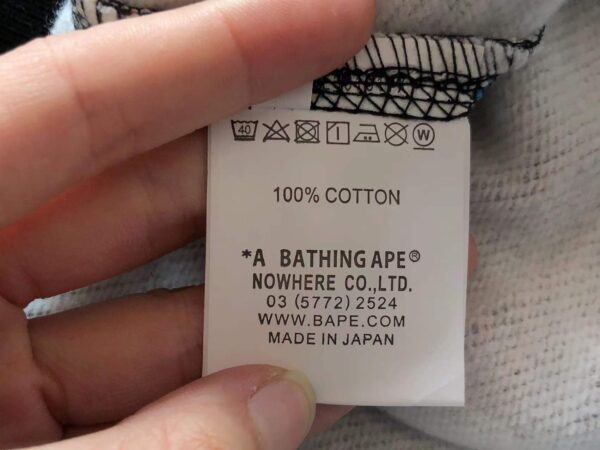 40 W
100% COTTON
*A BATHING APE®
NOWHERE CO.,LTD.
03 (5772) 2524
WWW.BAPE.COM
MADE IN JAPAN